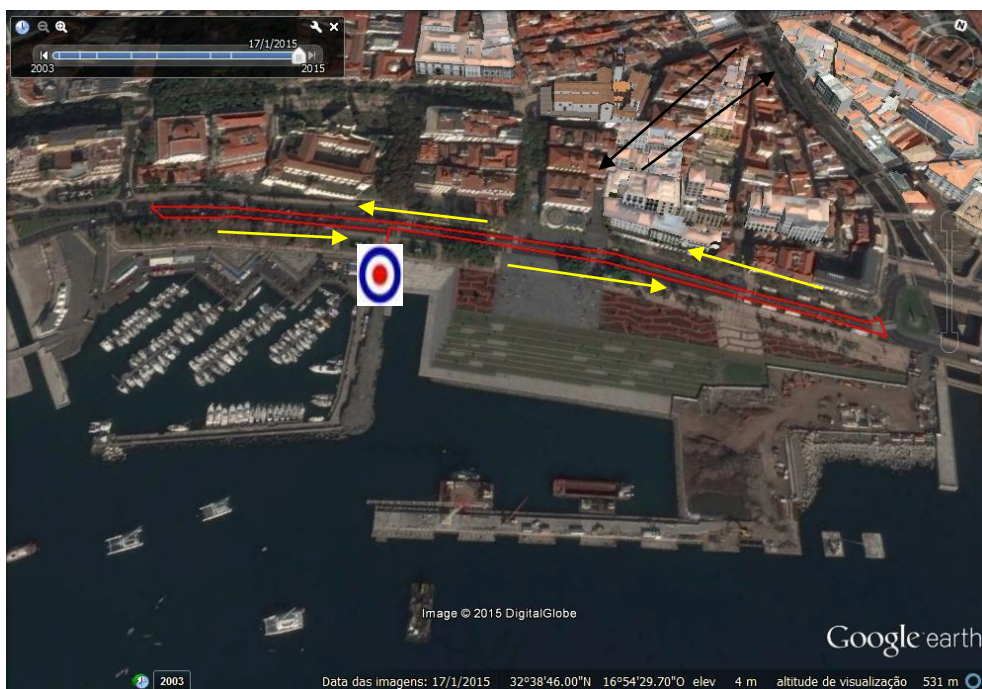 17/1/2015
2003 2015
N
Image © 2015 DigitalGlobe
Google earth
2003 Data das imagens: 17/1/2015 32°38'46.00"N 16°54'29.70"O elev 4 m altitude de visualização 531 m